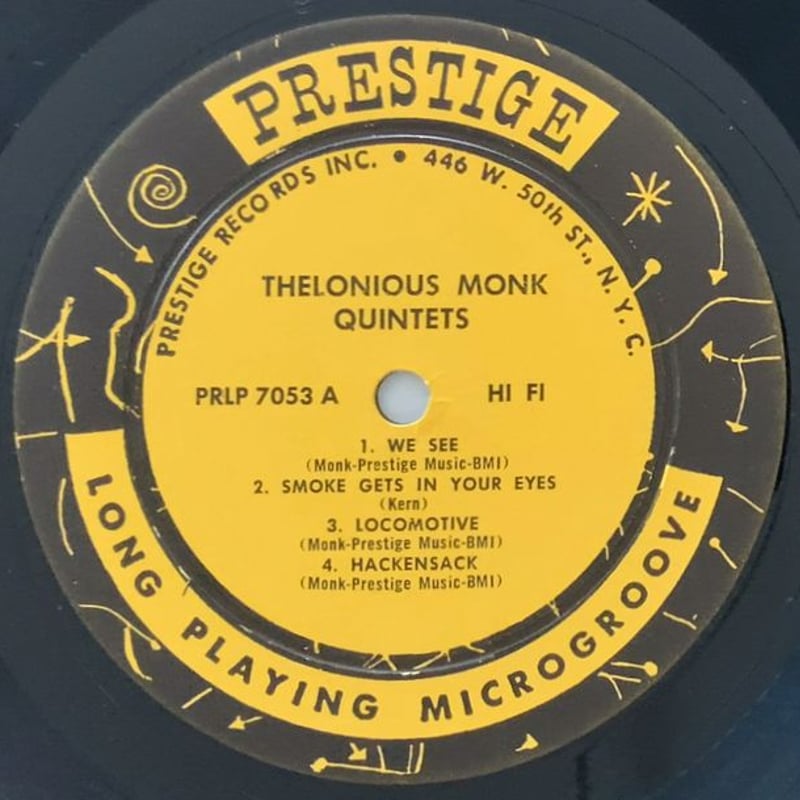 PRESTIGE
PRESTIGE RECORDS INC. • 446 W. 50th ST., N. Y. C.
THELONIOUS MONK
QUINTETS
PRLP 7053 A HI FI
1. WE SEE
(Monk-Prestige Music-BMI)
2. SMOKE GETS IN YOUR EYES
(Kern)
3. LOCOMOTIVE
(Monk-Prestige Music-BMI)
4. HACKENSACK
(Monk-Prestige Music-BMI)
LONG PLAYING MICROGROOVE